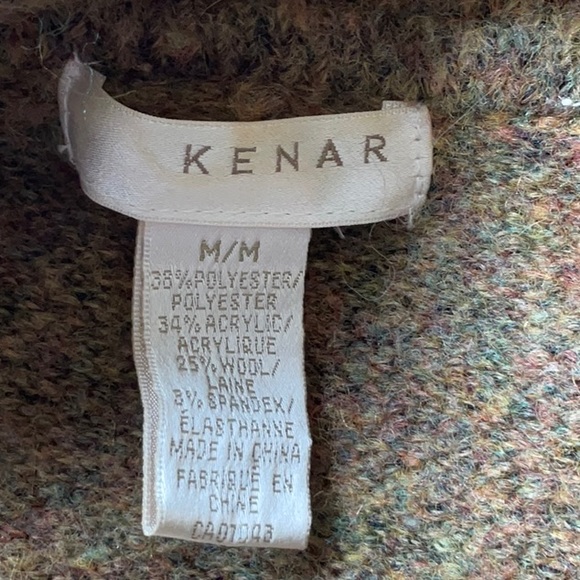 KENAR
M/M
38%POLYESTER/
POLYESTER
34%ACRYLIC/
ACRYLIQUE
25%WOOL/
LAINE
3%SPANDEX/
ÉLASTHANNE
MADE IN CHINA
FABRIQUÉ EN
CHINE